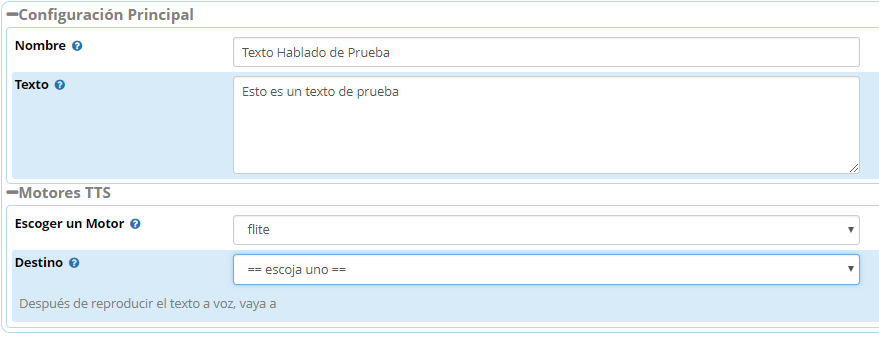 Configuración Principal
Nombre
Texto Hablado de Prueba
Texto
Esto es un texto de prueba
Motores TTS
Escoger un Motor
flite
Destino
== escoja uno ==
Después de reproducir el texto a voz, vaya a